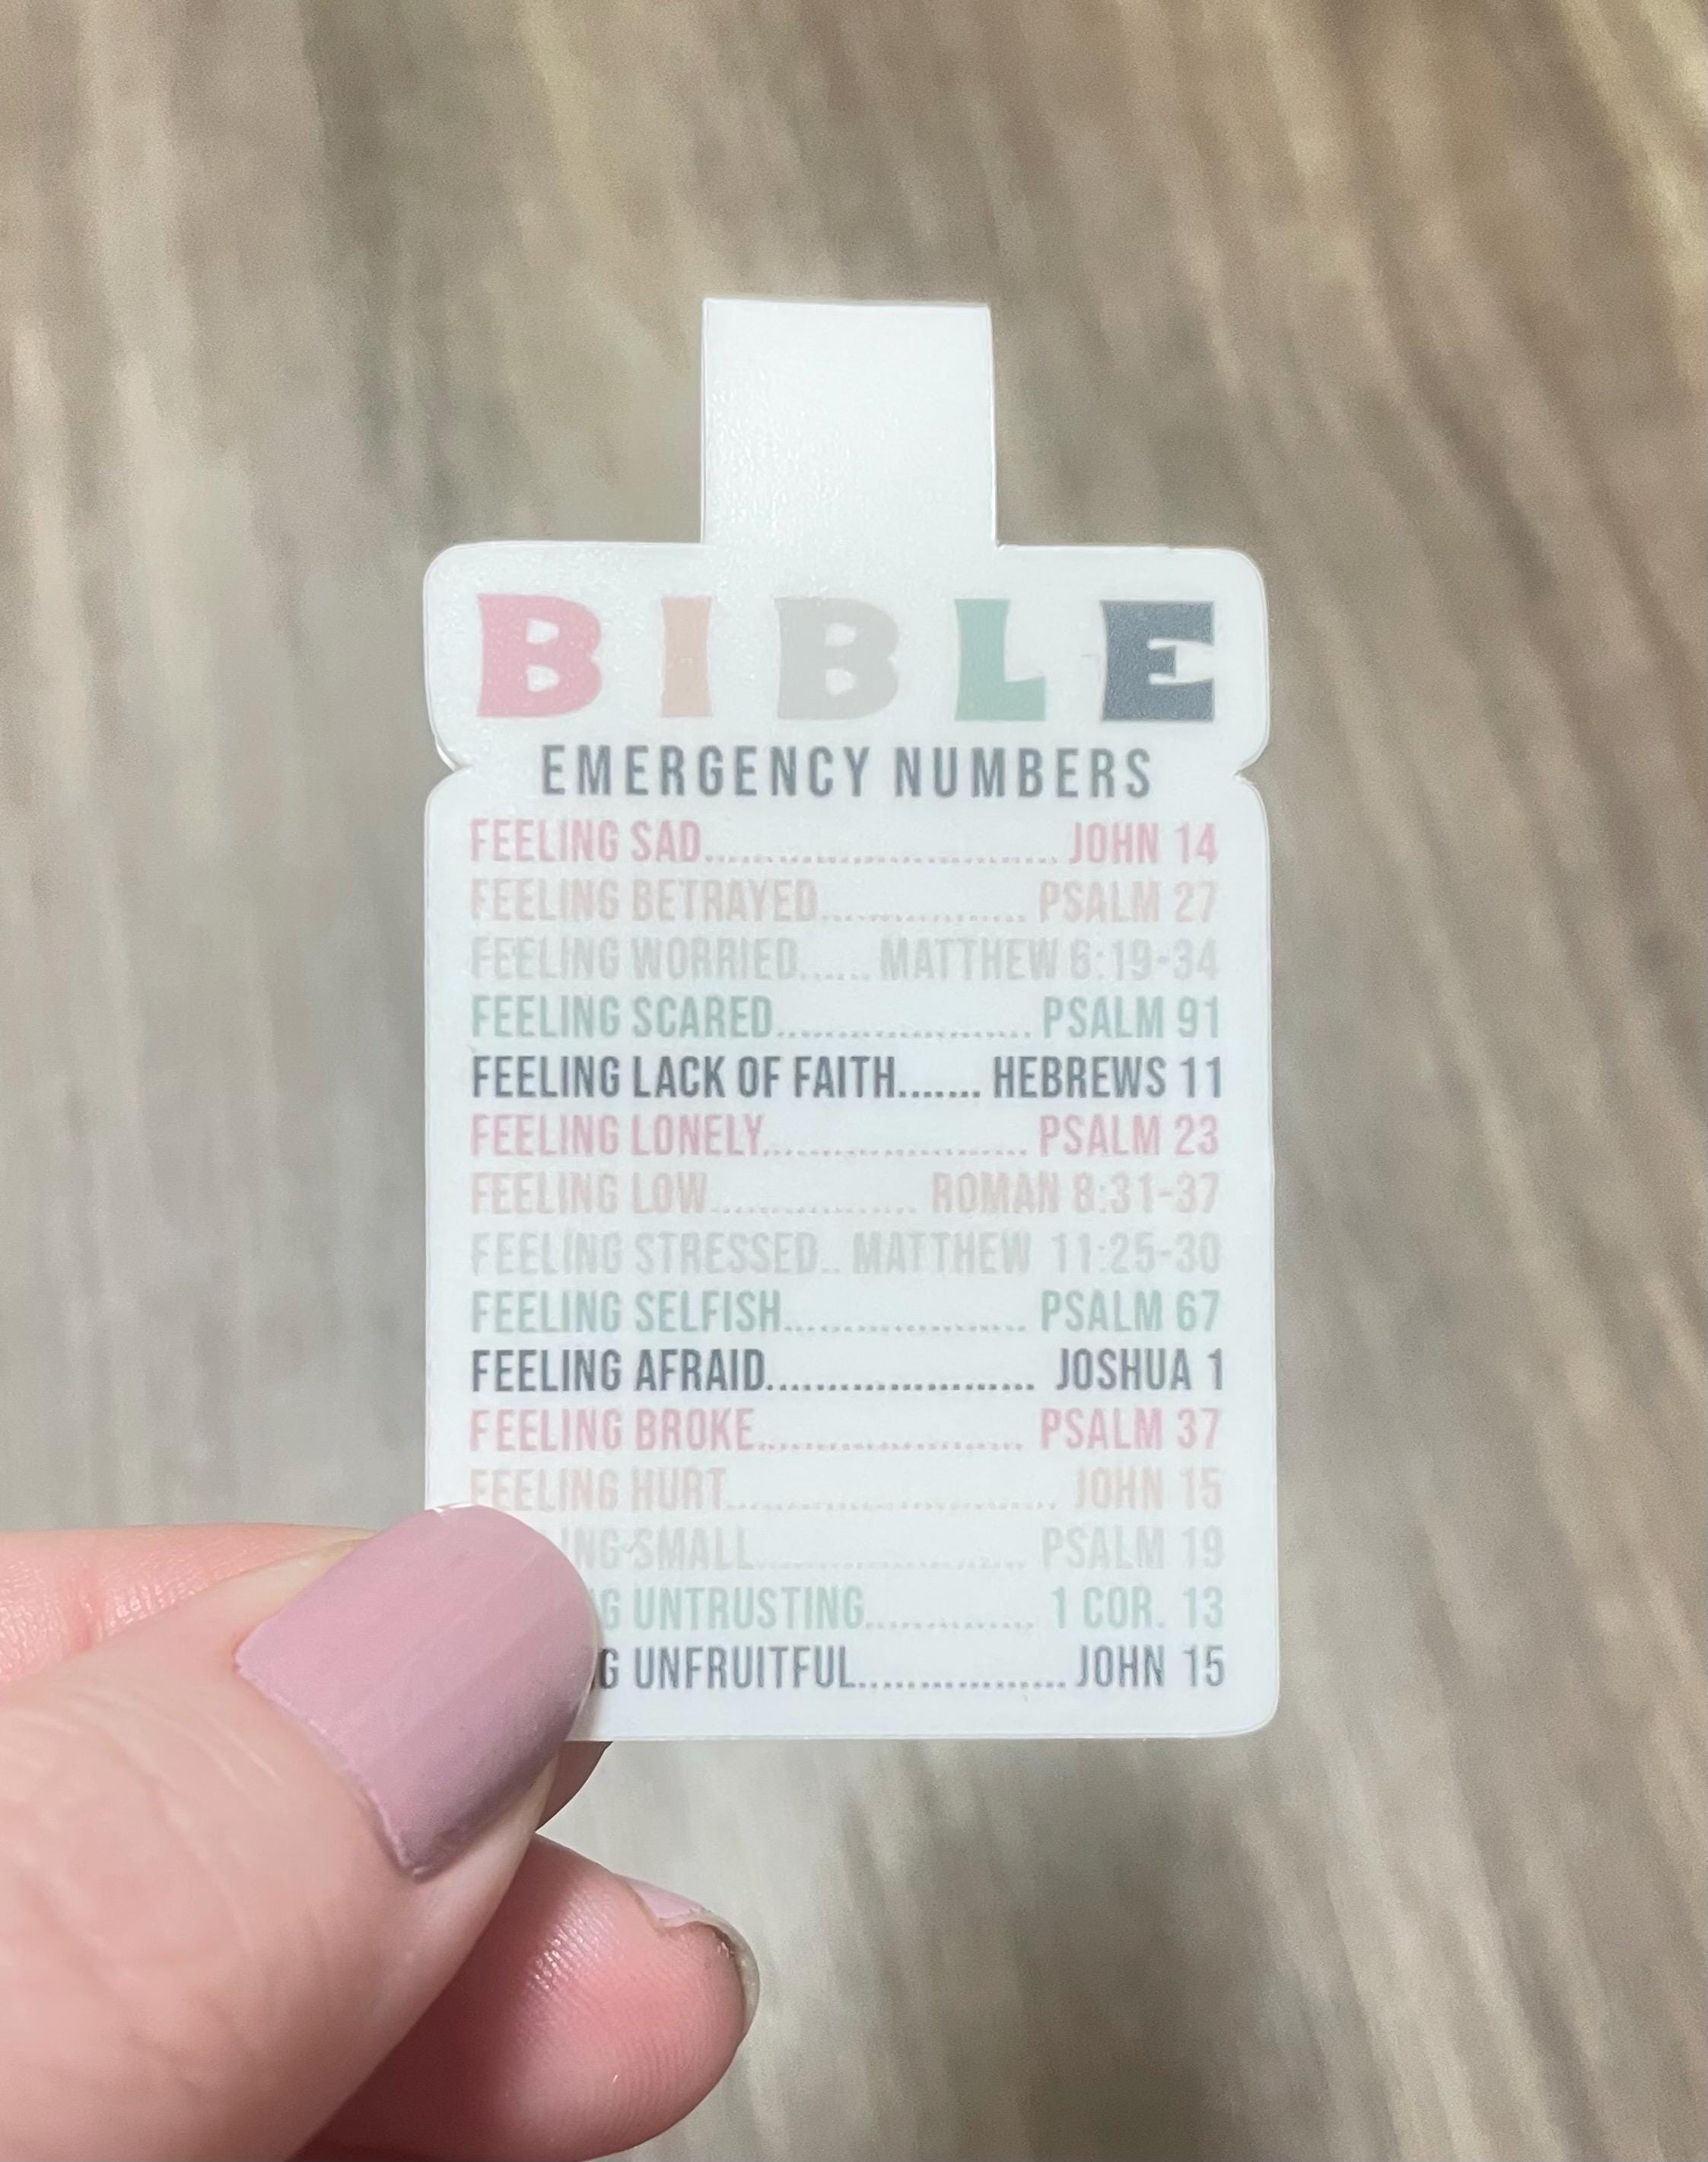 BIBLE
EMERGENCY NUMBERS
FEELING SAD............................. JOHN 14
FEELING BETRAYED................. PSALM 27
FEELING WORRIED...... MATTHEW 6:19-34
FEELING SCARED..................... PSALM 91
FEELING LACK OF FAITH....... HEBREWS 11
FEELING LONELY...................... PSALM 23
FEELING LOW................. ROMAN 8:31-37
FEELING STRESSED.. MATTHEW 11:25-30
FEELING SELFISH.................... PSALM 67
FEELING AFRAID...................... JOSHUA 1
FEELING BROKE...................... PSALM 37
FEELING HURT........................... JOHN 15
ING SMALL...................... PSALM 19
G UNTRUSTING.............. 1 COR. 13
G UNFRUITFUL................. JOHN 15